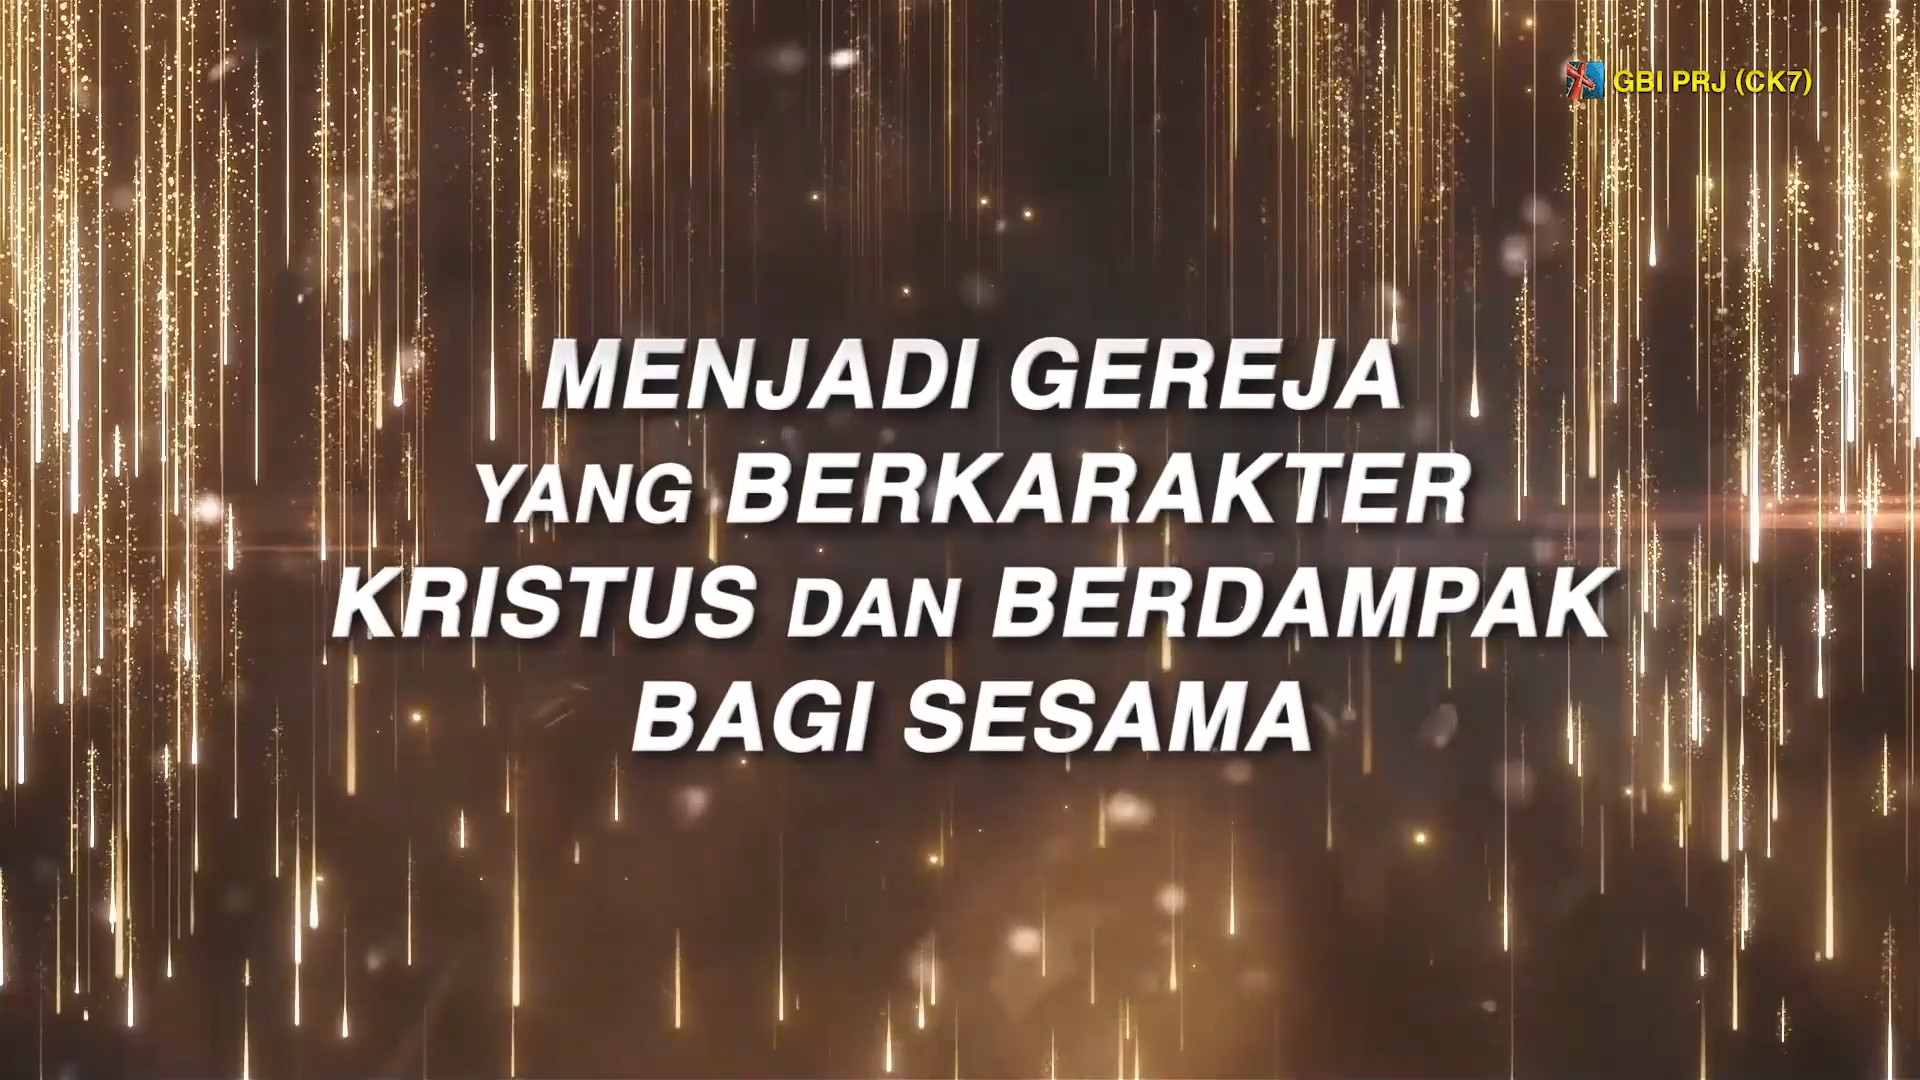 GBI PRJ (CK7)
MENJADI GEREJA
YANG BERKARAKTER
KRISTUS DAN BERDAMPAK
BAGI SESAMA